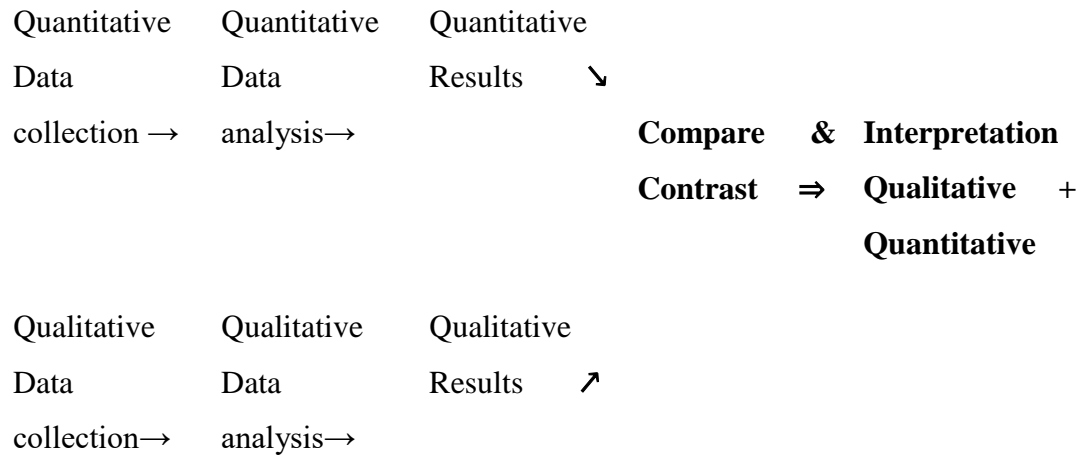 Quantitative Quantitative Quantitative
Data Data Results ↘
collection → analysis→
Compare & Interpretation
Contrast ⇒ Qualitative +
Quantitative
Qualitative Qualitative Qualitative
Data Data Results ↗
collection→ analysis→